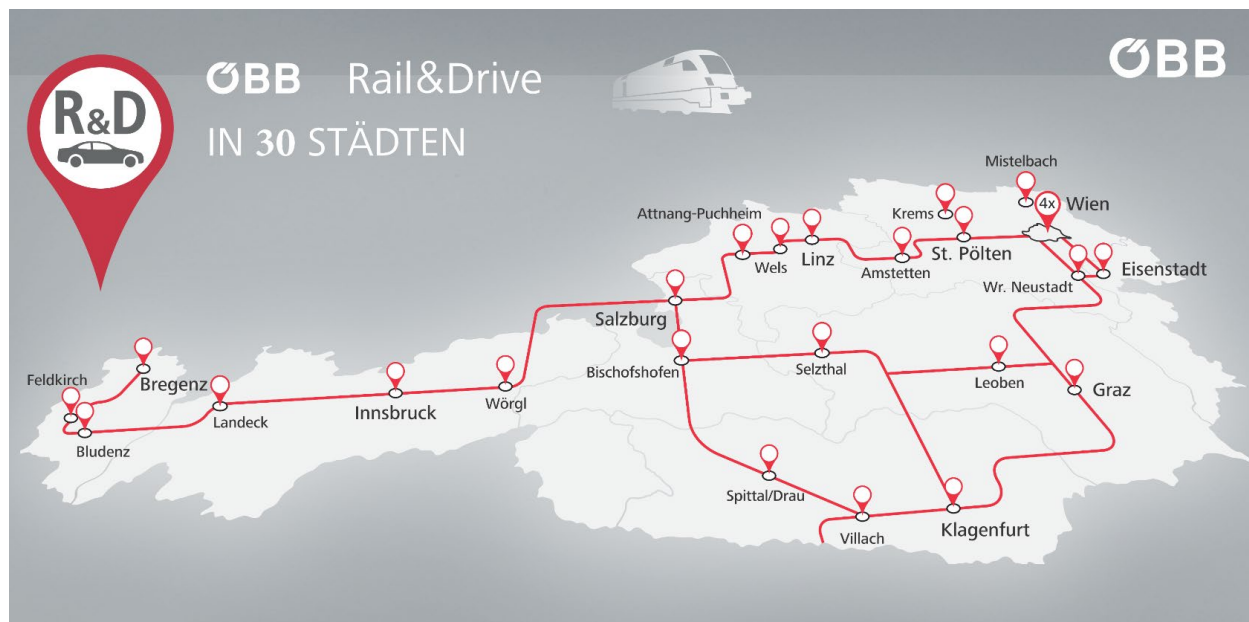 R&D
ÖBB Rail&Drive
IN 30 STÄDTEN
ÖBB
Mistelbach
4x Wien
Attnang-Puchheim
Krems
Wels
Linz
Amstetten
St. Pölten
Eisenstadt
Wr. Neustadt
Salzburg
Bischofshofen
Selzthal
Leoben
Graz
Feldkirch
Bregenz
Bludenz
Landeck
Innsbruck
Wörgl
Spittal/Drau
Villach
Klagenfurt